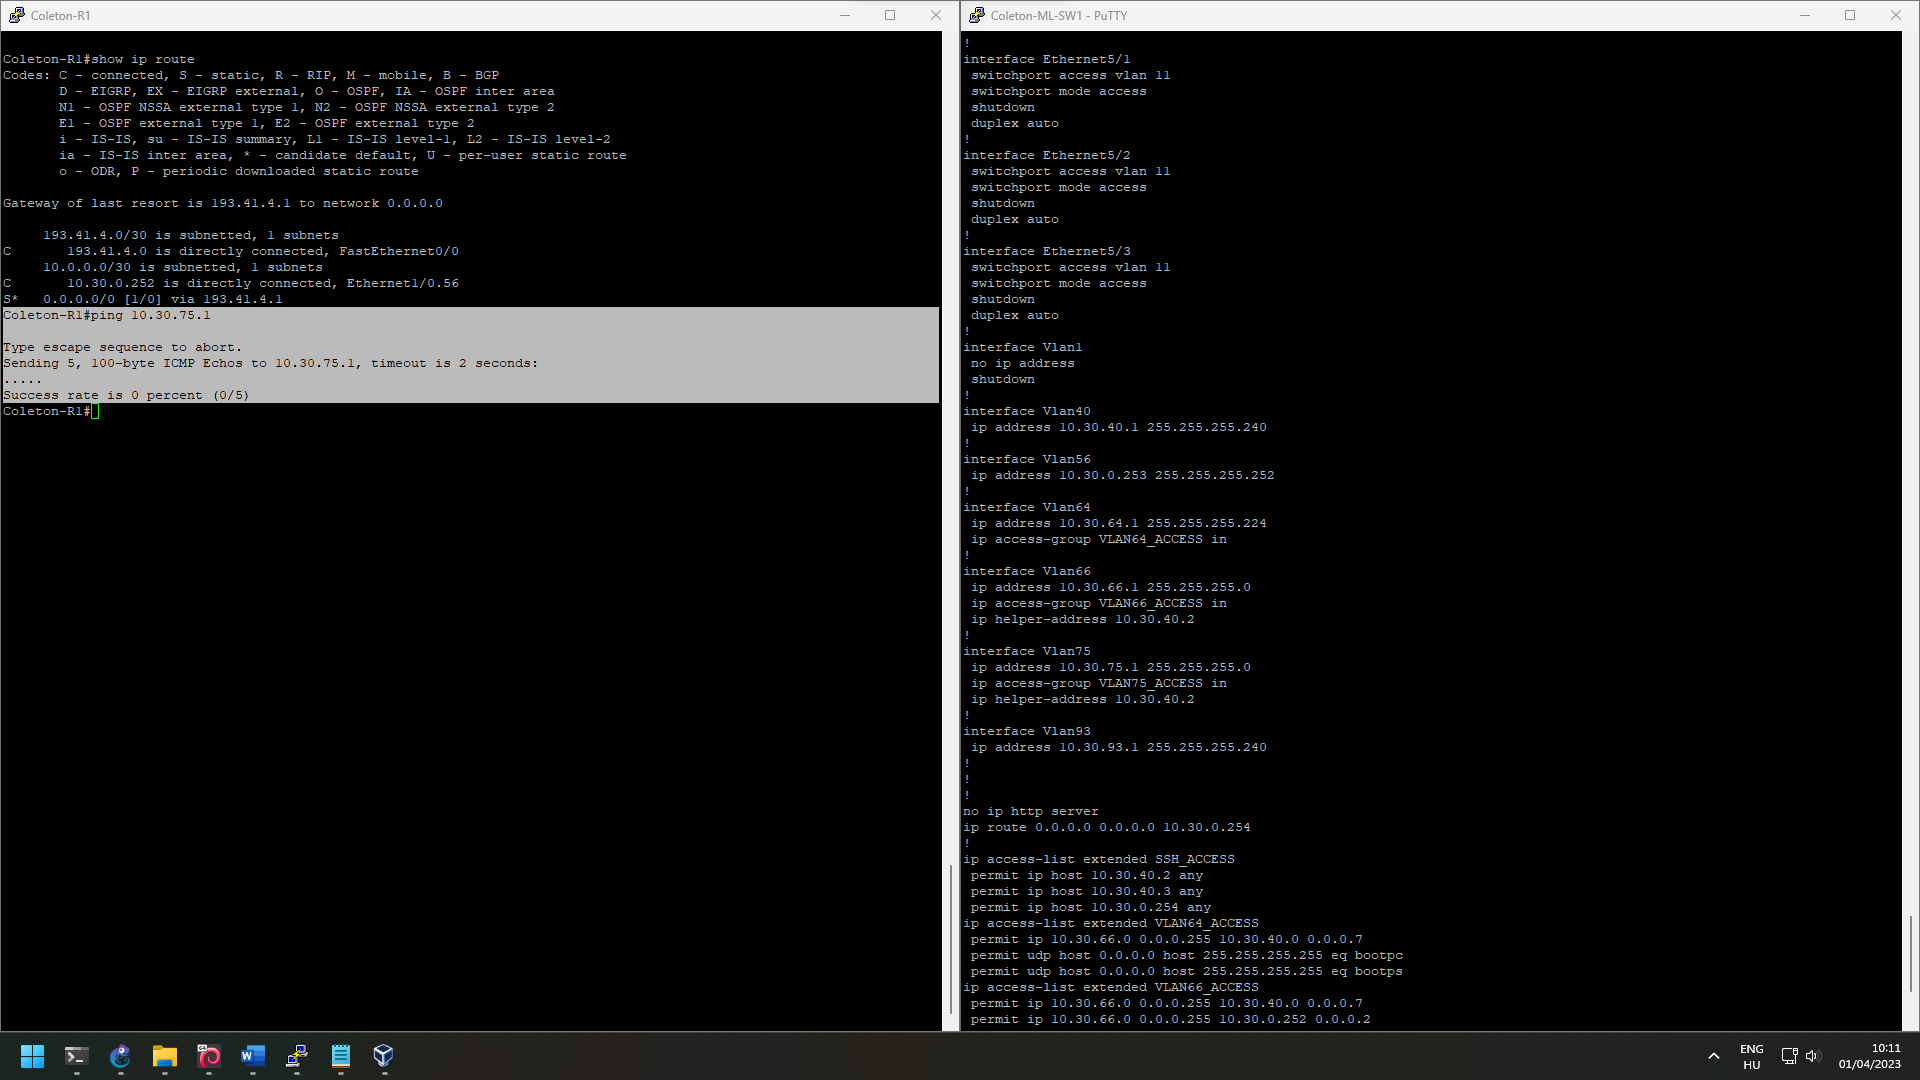 Coleton-R1
Coleton-R1#show ip route
Codes: C - connected, S - static, R - RIP, M - mobile, B - BGP
D - EIGRP, EX - EIGRP external, O - OSPF, IA - OSPF inter area
N1 - OSPF NSSA external type 1, N2 - OSPF NSSA external type 2
E1 - OSPF external type 1, E2 - OSPF external type 2
i - IS-IS, su - IS-IS summary, L1 - IS-IS level-1, L2 - IS-IS level-2
ia - IS-IS inter area, * - candidate default, U - per-user static route
o - ODR, P - periodic downloaded static route
Gateway of last resort is 193.41.4.1 to network 0.0.0.0
193.41.4.0/30 is subnetted, 1 subnets
C 193.41.4.0 is directly connected, FastEthernet0/0
10.0.0.0/30 is subnetted, 1 subnets
C 10.30.0.252 is directly connected, Ethernet1/0.56
S* 0.0.0.0/0 [1/0] via 193.41.4.1
Coleton-R1#ping 10.30.75.1
Type escape sequence to abort.
Sending 5, 100-byte ICMP Echos to 10.30.75.1, timeout is 2 seconds:
.....
Success rate is 0 percent (0/5)
Coleton-R1#
Coleton-ML-SW1 - PuTTY
!
interface Ethernet5/1
switchport access vlan 11
switchport mode access
shutdown
duplex auto
!
interface Ethernet5/2
switchport access vlan 11
switchport mode access
shutdown
duplex auto
!
interface Ethernet5/3
switchport access vlan 11
switchport mode access
shutdown
duplex auto
!
interface Vlan1
no ip address
shutdown
!
interface Vlan40
ip address 10.30.40.1 255.255.255.240
!
interface Vlan56
ip address 10.30.0.253 255.255.255.252
!
interface Vlan64
ip address 10.30.64.1 255.255.255.224
ip access-group VLAN64_ACCESS in
!
interface Vlan66
ip address 10.30.66.1 255.255.255.0
ip access-group VLAN66_ACCESS in
ip helper-address 10.30.40.2
!
interface Vlan75
ip address 10.30.75.1 255.255.255.0
ip access-group VLAN75_ACCESS in
ip helper-address 10.30.40.2
!
interface Vlan93
ip address 10.30.93.1 255.255.255.240
!
!
!
no ip http server
ip route 0.0.0.0 0.0.0.0 10.30.0.254
!
ip access-list extended SSH_ACCESS
permit ip host 10.30.40.2 any
permit ip host 10.30.40.3 any
permit ip host 10.30.0.254 any
ip access-list extended VLAN64_ACCESS
permit ip 10.30.66.0 0.0.0.255 10.30.40.0 0.0.0.7
permit udp host 0.0.0.0 host 255.255.255.255 eq bootpc
permit udp host 0.0.0.0 host 255.255.255.255 eq bootps
ip access-list extended VLAN66_ACCESS
permit ip 10.30.66.0 0.0.0.255 10.30.40.0 0.0.0.7
permit ip 10.30.66.0 0.0.0.255 10.30.0.252 0.0.0.2
ENG
HU
10:11
01/04/2023